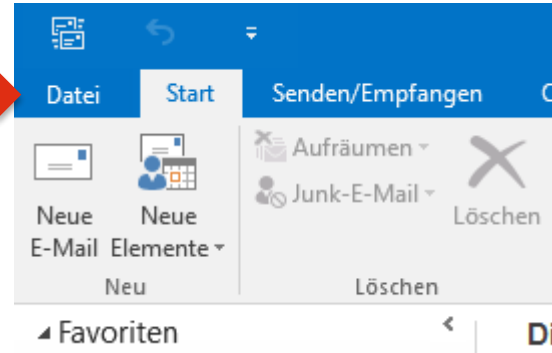 Datei Start Senden/Empfangen
Aufräumen
Junk-E-Mail
Neue E-Mail
Neue Elemente
Löschen
Neu Löschen
Favoriten